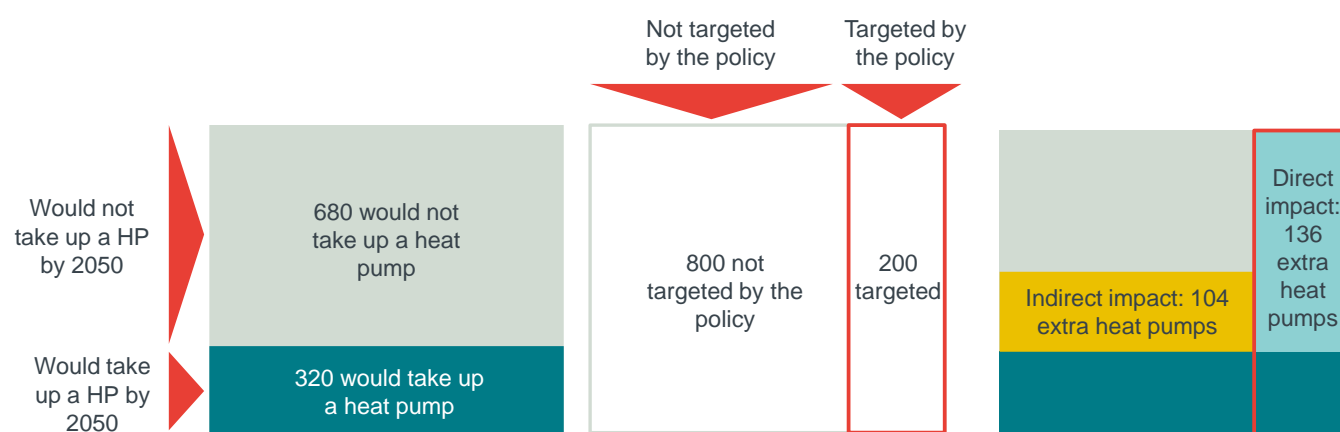 Not targeted
by the policy
Targeted by
the policy
Would not
take up a HP
by 2050
680 would not
take up a heat
pump
800 not
targeted by the
policy
200
targeted
Indirect impact: 104
extra heat pumps
Direct
impact:
136
extra
heat
pumps
Would take
up a HP by
2050
320 would take up
a heat pump